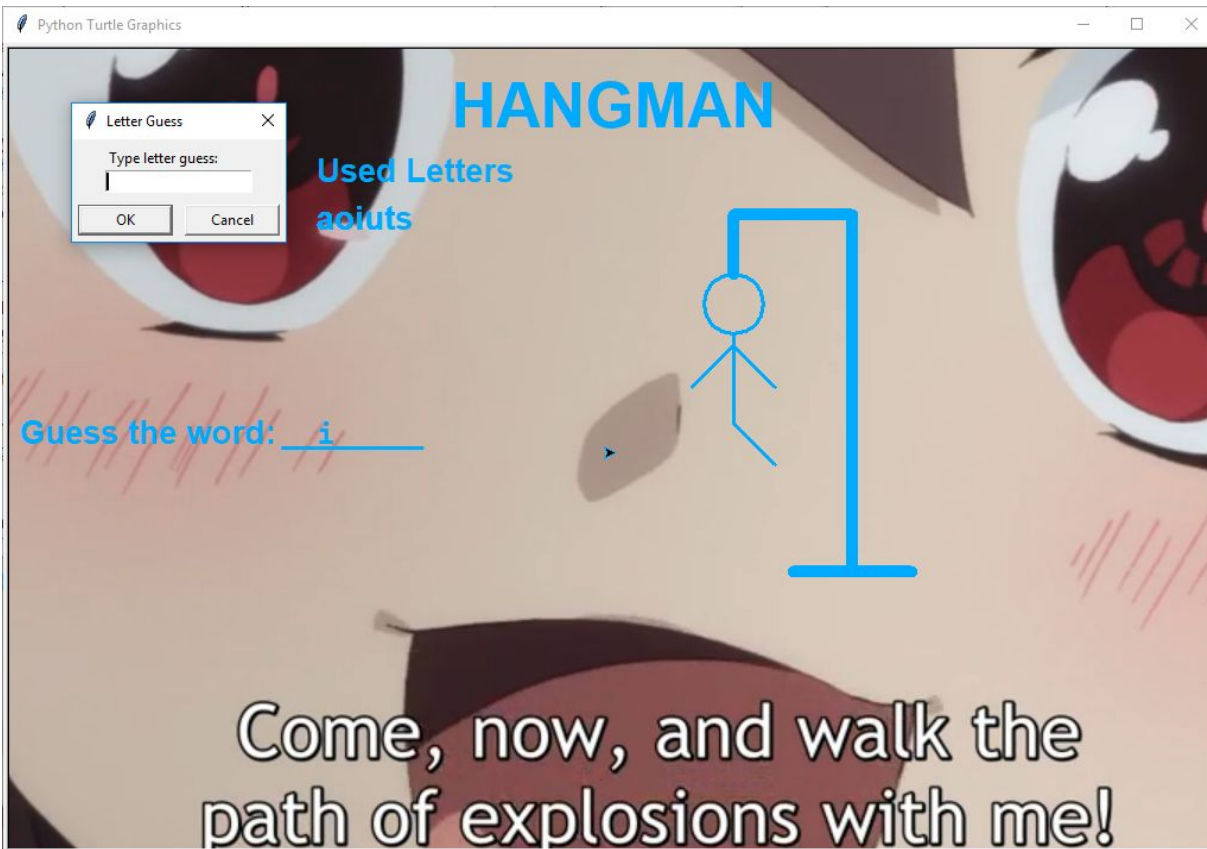 Python Turtle Graphics
HANGMAN
Letter Guess
Type letter guess:
OK Cancel
Used Letters
aoiuts
Guess the word: __i_____
Come, now, and walk the
path of explosions with me!